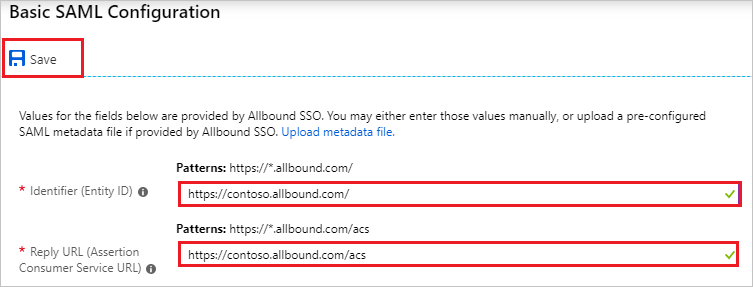 Basic SAML Configuration
Save
Values for the fields below are provided by Allbound SSO. You may either enter those values manually, or upload a pre-configured
SAML metadata file if provided by Allbound SSO. Upload metadata file.
Patterns: https://*.allbound.com/
* Identifier (Entity ID)
https://contoso.allbound.com/
Patterns: https://*.allbound.com/acs
* Reply URL (Assertion
Consumer Service URL)
https://contoso.allbound.com/acs